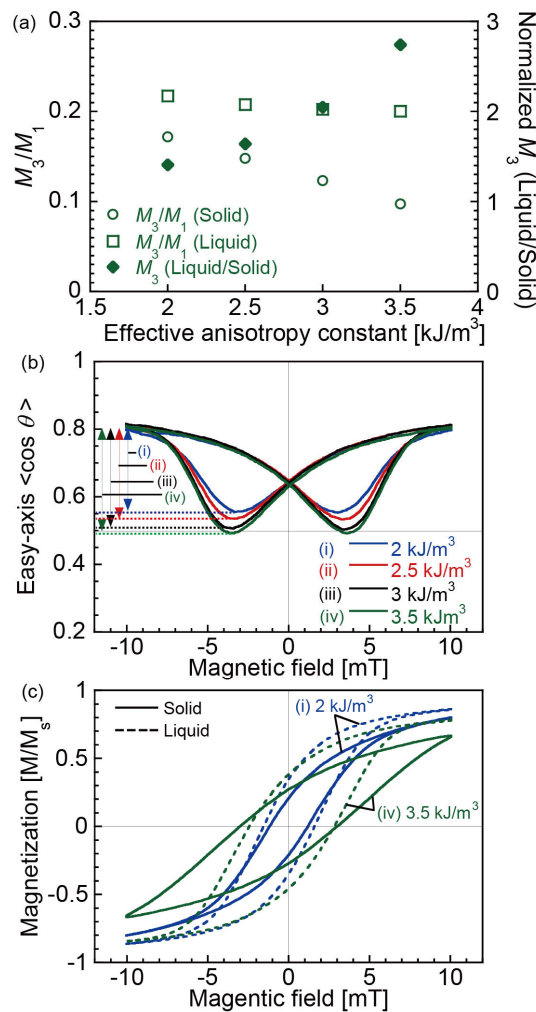 (a)
0.3
0.2
0.1
0
M3/M1
3
2
1
0
Normalized M3 (Liquid/Solid)
M3/M1 (Solid)
M3/M1 (Liquid)
M3 (Liquid/Solid)
1.5 2 2.5 3 3.5 4
Effective anisotropy constant [kJ/m3]
(b)
1
0.8
0.6
0.4
0.2
Easy-axis <cos θ>
(i)
(ii)
(iii)
(iv)
(i) 2 kJ/m3
(ii) 2.5 kJ/m3
(iii) 3 kJ/m3
(iv) 3.5 kJm3
-10 -5 0 5 10
Magnetic field [mT]
(c)
1
0.5
0
-0.5
-1
Magnetization [M/Ms]
Solid
Liquid
(i) 2 kJ/m3
(iv) 3.5 kJ/m3
-10 -5 0 5 10
Magentic field [mT]